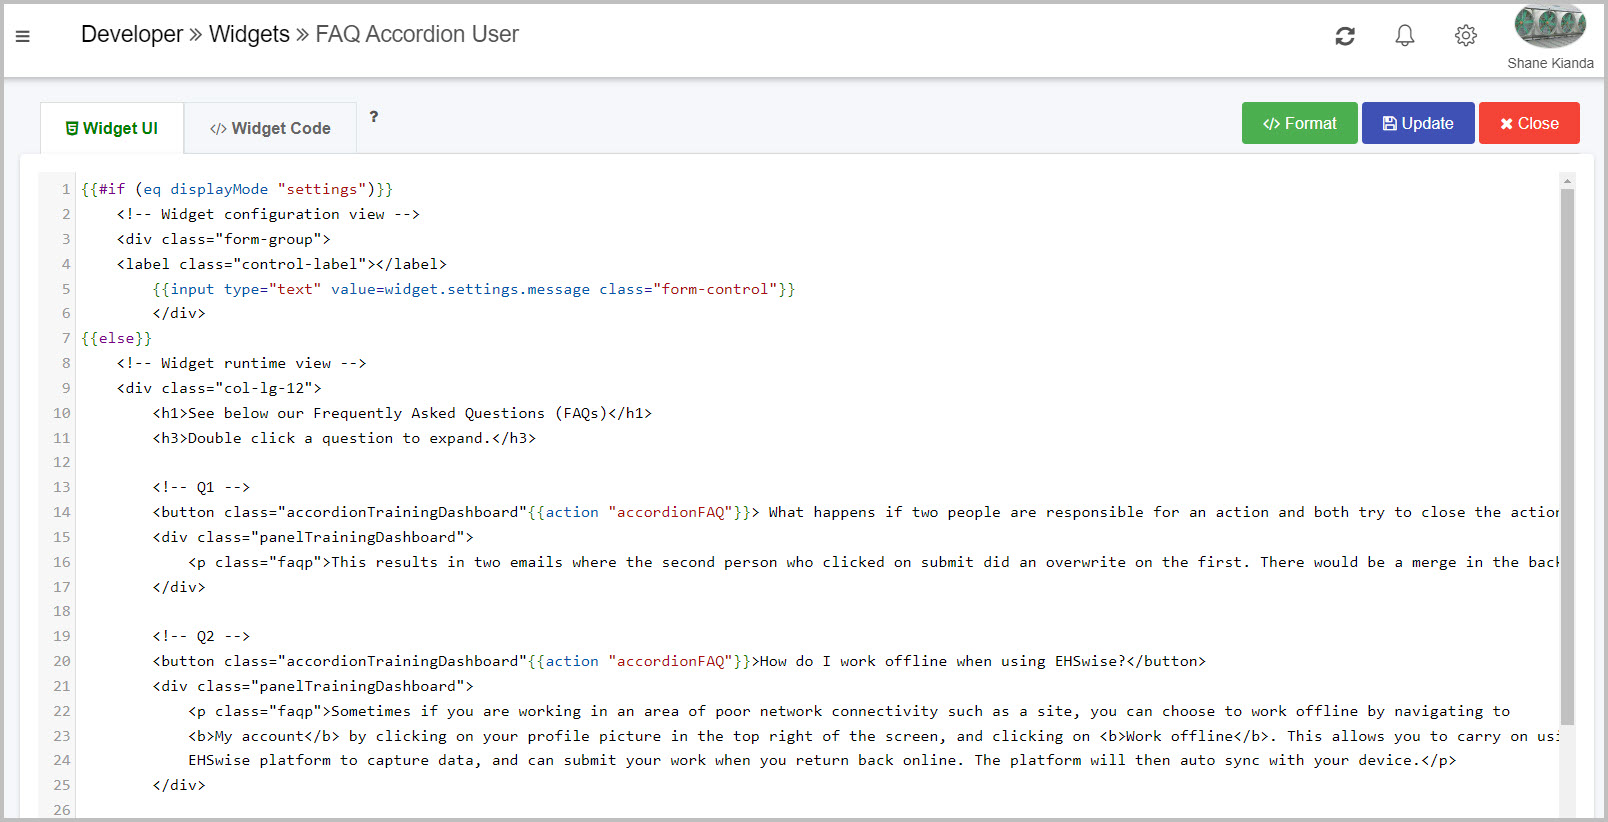 Developer » Widgets » FAQ Accordion User
Shane Kianda
Widget UI
</> Widget Code
?
</> Format
Update
Close
1 {{#if (eq displayMode "settings")}}
2 <!-- Widget configuration view -->
3 <div class="form-group">
4 <label class="control-label"></label>
5 {{input type="text" value=widget.settings.message class="form-control"}}
6 </div>
7 {{else}}
8 <!-- Widget runtime view -->
9 <div class="col-lg-12">
10 <h1>See below our Frequently Asked Questions (FAQs)</h1>
11 <h3>Double click a question to expand.</h3>
12
13 <!-- Q1 -->
14 <button class="accordionTrainingDashboard"{{action "accordionFAQ"}}> What happens if two people are responsible for an action and both try to close the action
15 <div class="panelTrainingDashboard">
16 <p class="faqp">This results in two emails where the second person who clicked on submit did an overwrite on the first. There would be a merge in the back
17 </div>
18
19 <!-- Q2 -->
20 <button class="accordionTrainingDashboard"{{action "accordionFAQ"}}>How do I work offline when using EHSwise?</button>
21 <div class="panelTrainingDashboard">
22 <p class="faqp">Sometimes if you are working in an area of poor network connectivity such as a site, you can choose to work offline by navigating to
23 <b>My account</b> by clicking on your profile picture in the top right of the screen, and clicking on <b>Work offline</b>. This allows you to carry on usi
24 EHSwise platform to capture data, and can submit your work when you return back online. The platform will then auto sync with your device.</p>
25 </div>
26